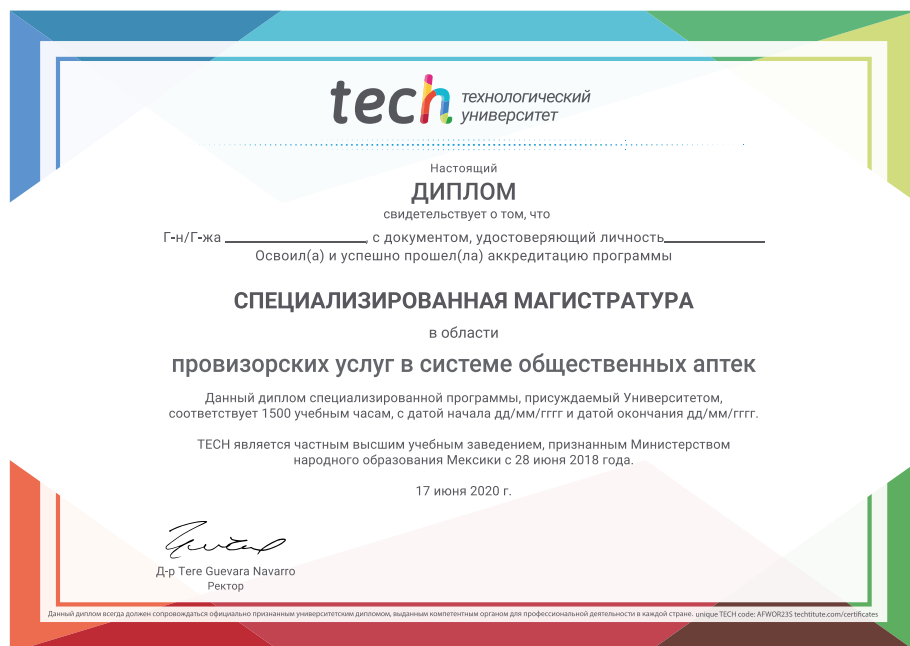 tech технологический
университет
Настоящий
ДИПЛОМ
свидетельствует о том, что
Г-н/Г-жа , с документом, удостоверяющий личность
Освоил(а) и успешно прошел(ла) аккредитацию программы
СПЕЦИАЛИЗИРОВАННАЯ МАГИСТРАТУРА
в области
провизорских услуг в системе общественных аптек
Данный диплом специализированной программы, присуждаемый Университетом,
соответствует 1500 учебным часам, с датой начала дд/мм/гггг и датой окончания дд/мм/гггг.
TECH является частным высшим учебным заведением, признанным Министерством
народного образования Мексики с 28 июня 2018 года.
17 июня 2020 г.
Д-р Tere Guevara Navarro
Ректор
Данный диплом всегда должен сопровождаться официально признанным университетским дипломом, выданным компетентным органом для профессиональной деятельности в каждой стране. unique TECH code: AFWOR23S techtitute.com/certificates